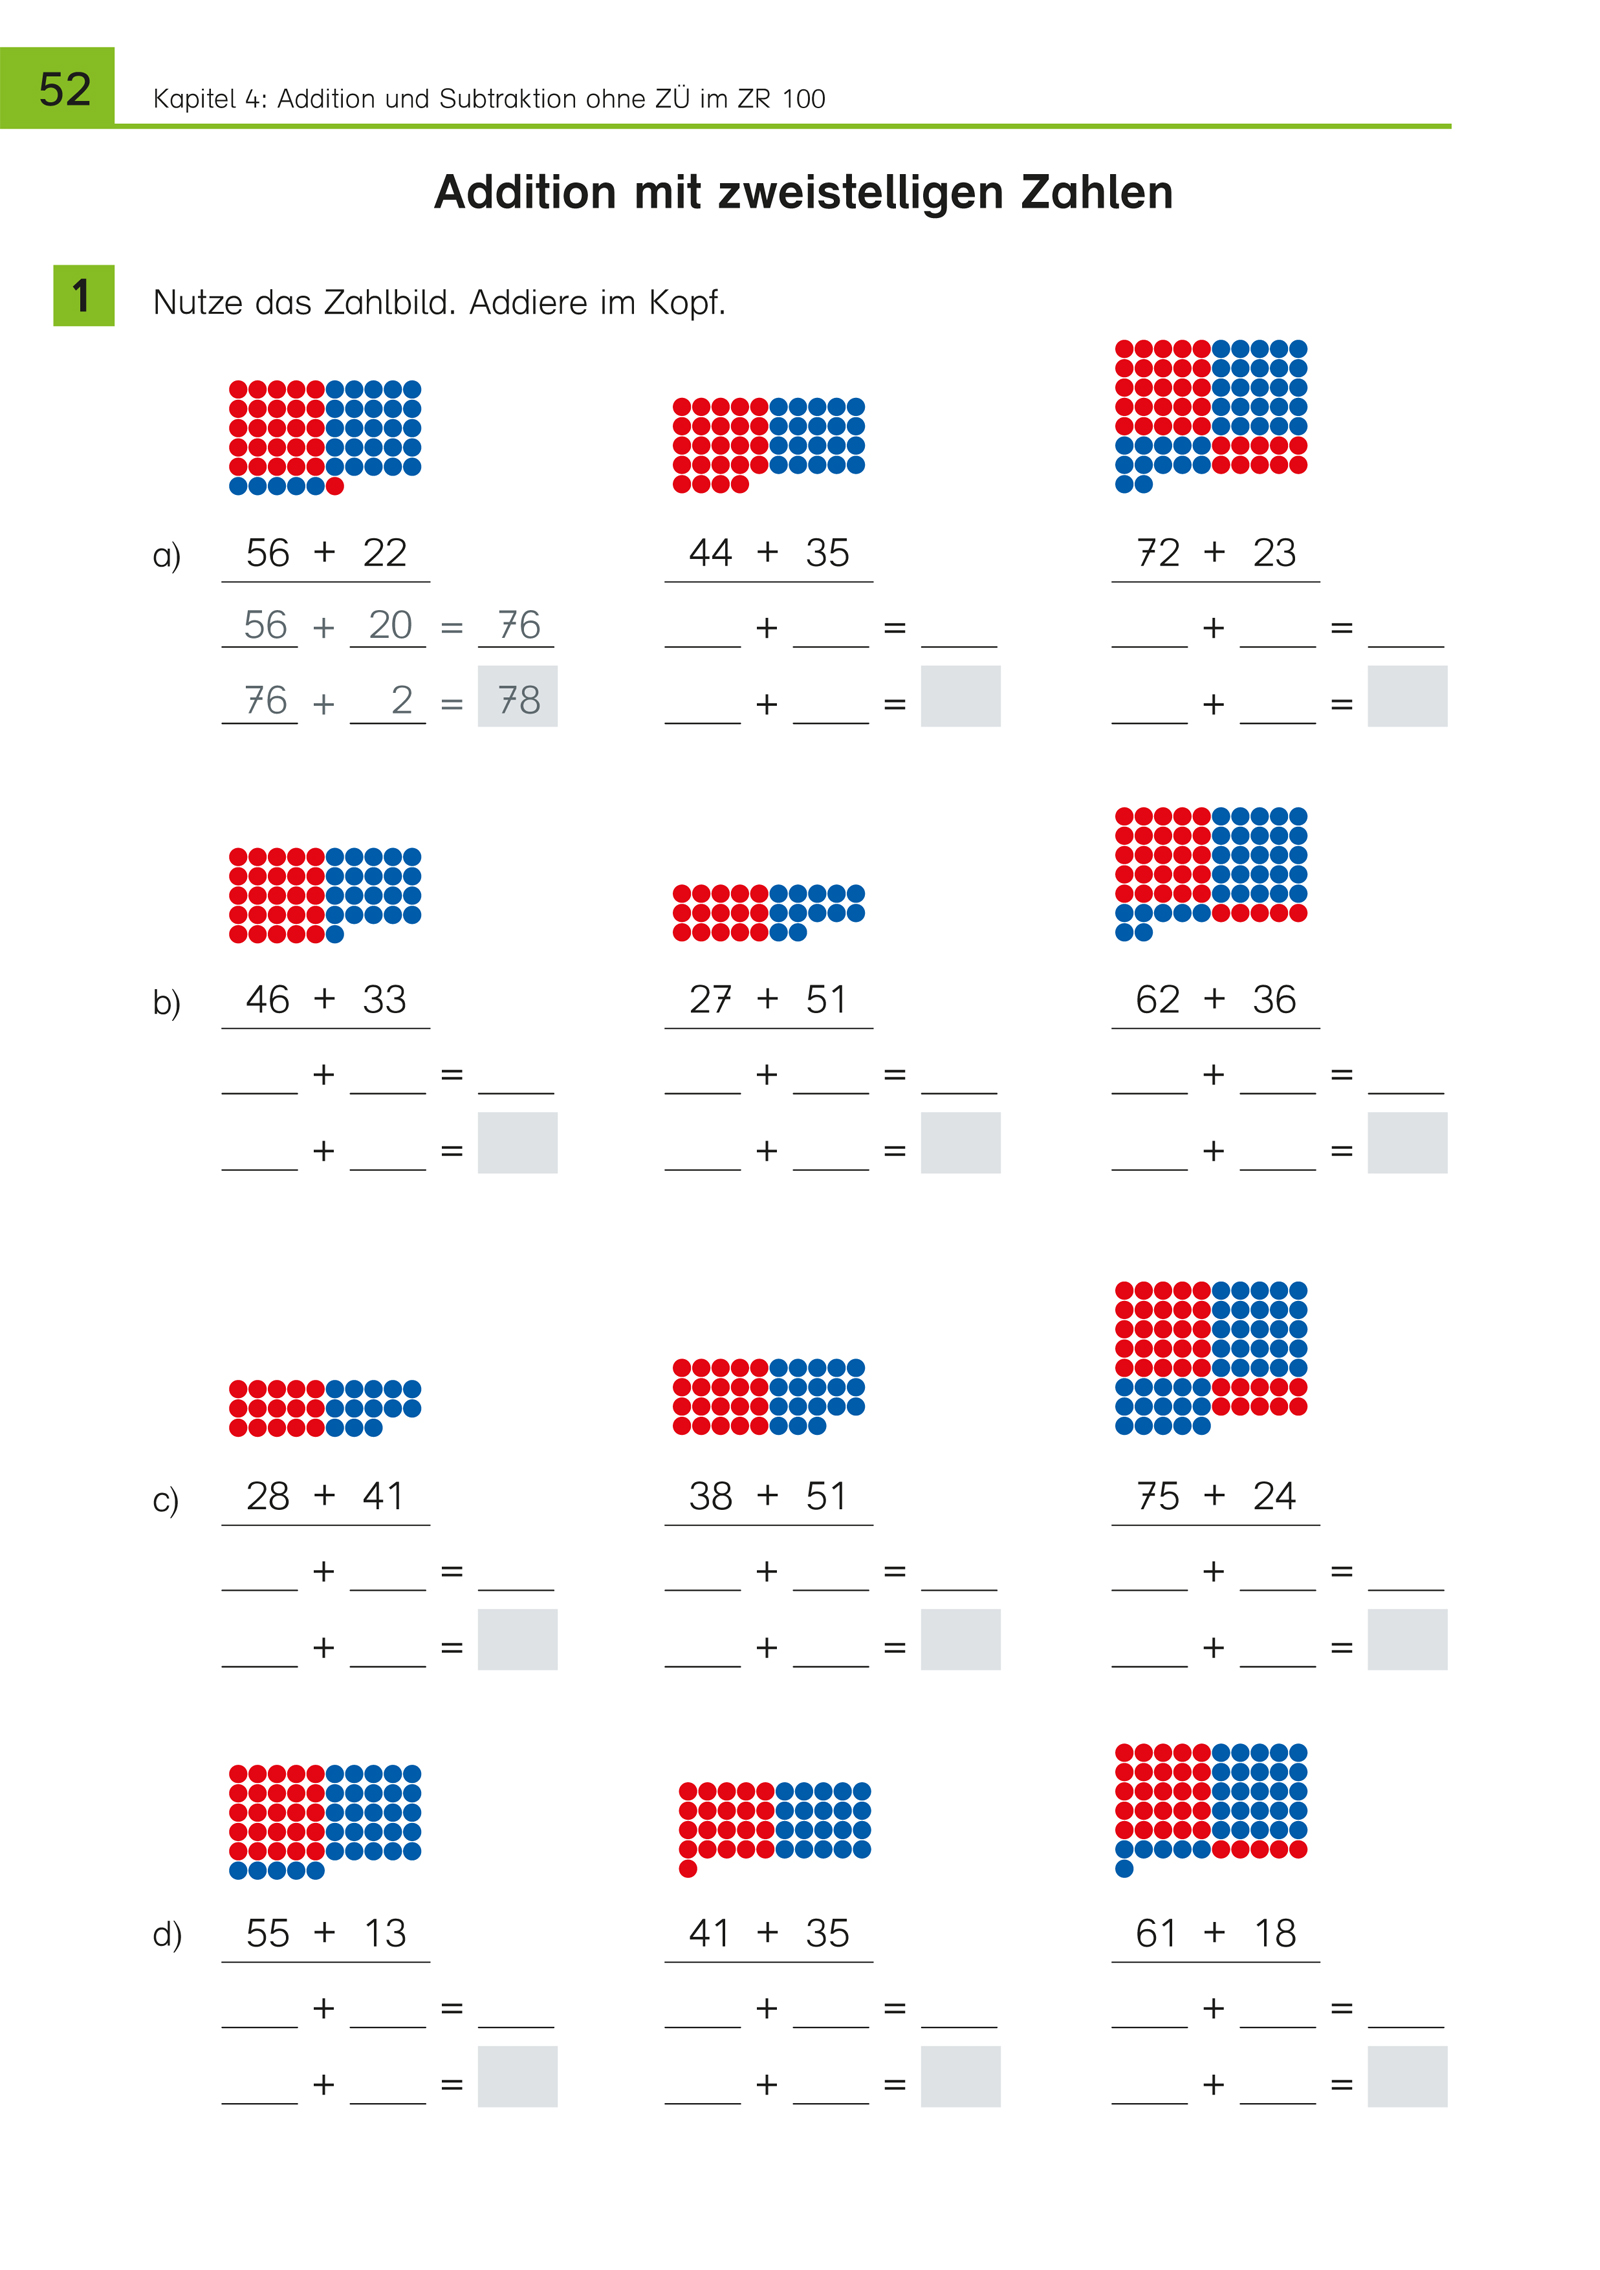 52 Kapitel 4: Addition und Subtraktion ohne ZÜ im ZR 100
Addition mit zweistelligen Zahlen
1 Nutze das Zahlbild. Addiere im Kopf.
a) 56 + 22 44 + 35 72 + 23
56 + 20 = 76 ___ + ___ = ___ ___ + ___ = ___
76 + 2 = 78 ___ + ___ = ___ + ___ =
b) 46 + 33 27 + 51 62 + 36
___ + ___ = ___ ___ + ___ = ___ ___ + ___ = ___
___ + ___ = ___ + ___ = ___ + ___ =
c) 28 + 41 38 + 51 75 + 24
___ + ___ = ___ ___ + ___ = ___ ___ + ___ = ___
___ + ___ = ___ + ___ = ___ + ___ =
d) 55 + 13 41 + 35 61 + 18
___ + ___ = ___ ___ + ___ = ___ ___ + ___ = ___
___ + ___ = ___ + ___ = ___ + ___ =